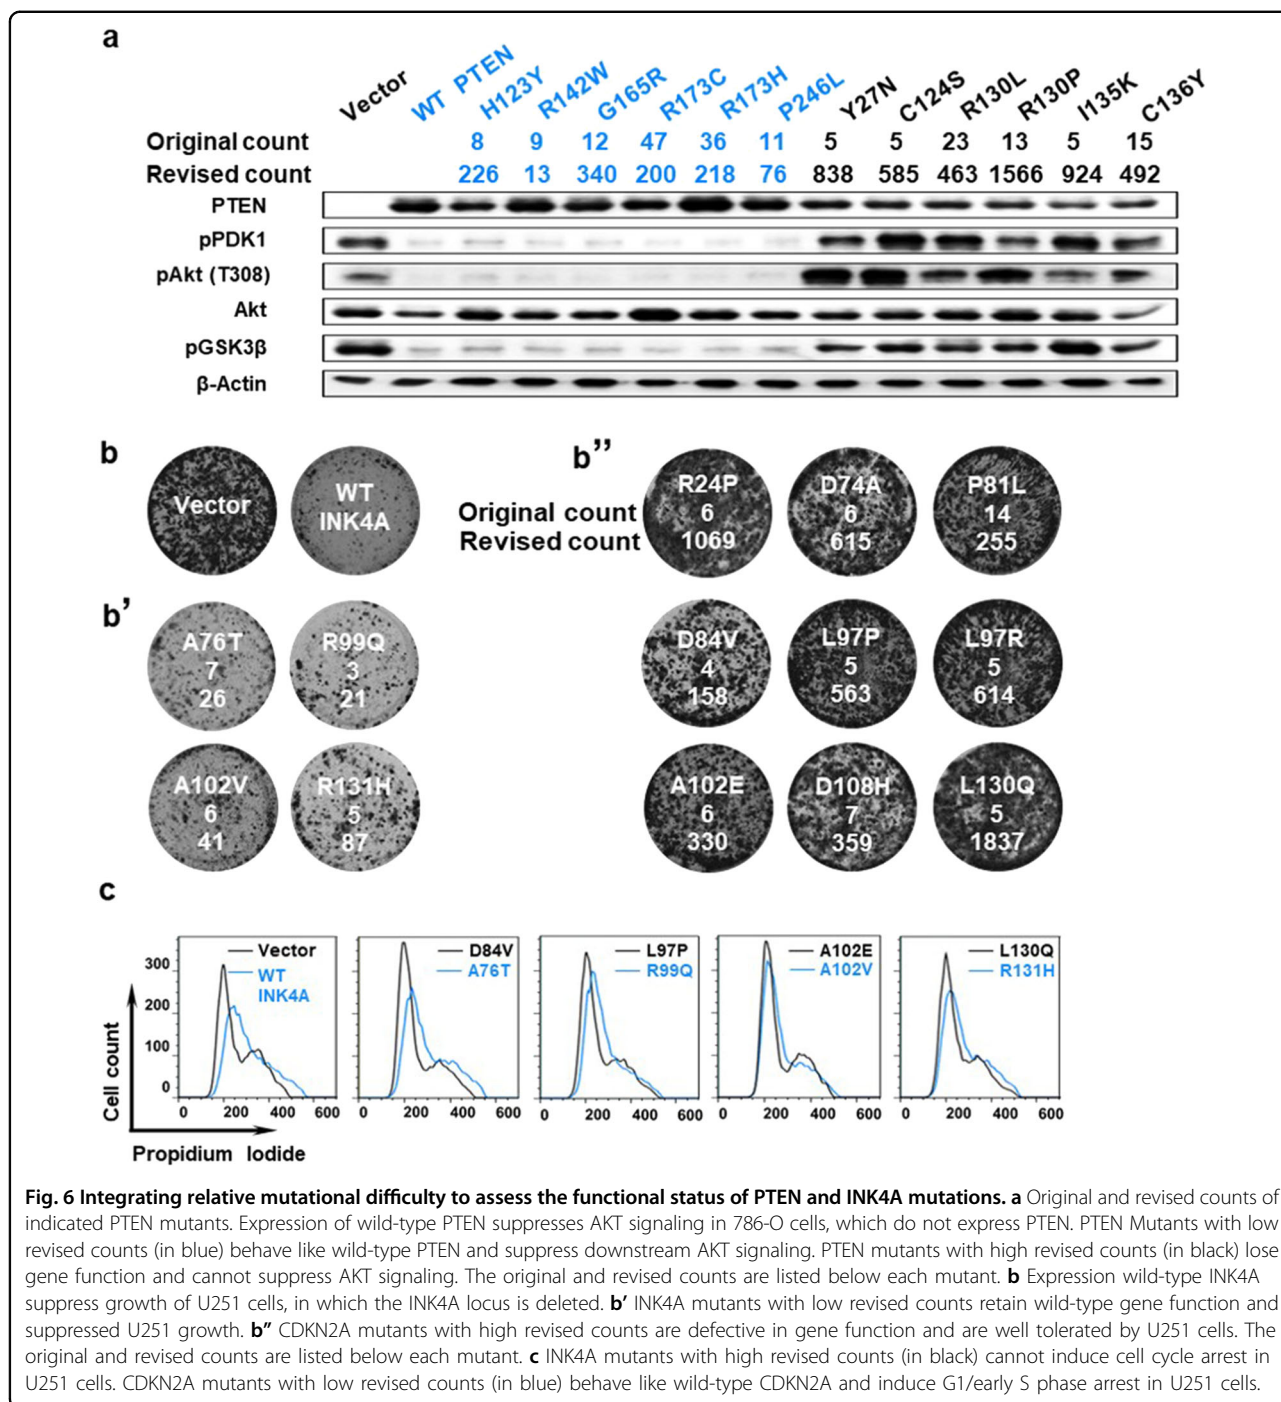 a
Vector WT PTEN H123Y R142W G165R R173C R173H P246L Y27N C124S R130L R130P I135K C136Y
Original count 8 9 12 47 36 11 5 5 23 13 5 15
Revised count 226 13 340 200 218 76 838 585 463 1566 924 492
PTEN
pPDK1
pAkt (T308)
Akt
pGSK3β
β-Actin
b
Vector
WT
INK4A
b’
A76T
7
26
R99Q
3
21
A102V
6
41
R131H
5
87
b’’
Original count
Revised count
R24P
6
1069
D74A
6
615
P81L
14
255
D84V
4
158
L97P
5
563
L97R
5
614
A102E
6
330
D108H
7
359
L130Q
5
1837
c
Cell count
300
200
100
0
Vector
WT
INK4A
0 200 400 600
D84V
A76T
0 200 400 600
L97P
R99Q
0 200 400 600
A102E
A102V
0 200 400 600
L130Q
R131H
0 200 400 600
Propidium Iodide
Fig. 6 Integrating relative mutational difficulty to assess the functional status of PTEN and INK4A mutations. a Original and revised counts of
indicated PTEN mutants. Expression of wild-type PTEN suppresses AKT signaling in 786-O cells, which do not express PTEN. PTEN Mutants with low
revised counts (in blue) behave like wild-type PTEN and suppress downstream AKT signaling. PTEN mutants with high revised counts (in black) lose
gene function and cannot suppress AKT signaling. The original and revised counts are listed below each mutant. b Expression wild-type INK4A
suppress growth of U251 cells, in which the INK4A locus is deleted. b’ INK4A mutants with low revised counts retain wild-type gene function and
suppressed U251 growth. b” CDKN2A mutants with high revised counts are defective in gene function and are well tolerated by U251 cells. The
original and revised counts are listed below each mutant. c INK4A mutants with high revised counts (in black) cannot induce cell cycle arrest in
U251 cells. CDKN2A mutants with low revised counts (in blue) behave like wild-type CDKN2A and induce G1/early S phase arrest in U251 cells.